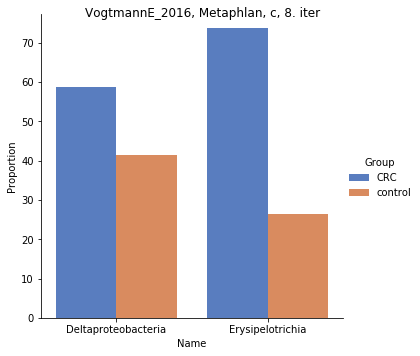 VogtmannE_2016, Metaphlan, c, 8. iter
70
60
50
40
30
20
10
0
Proportion
Deltaproteobacteria
Erysipelotrichia
Name
Group
CRC
control